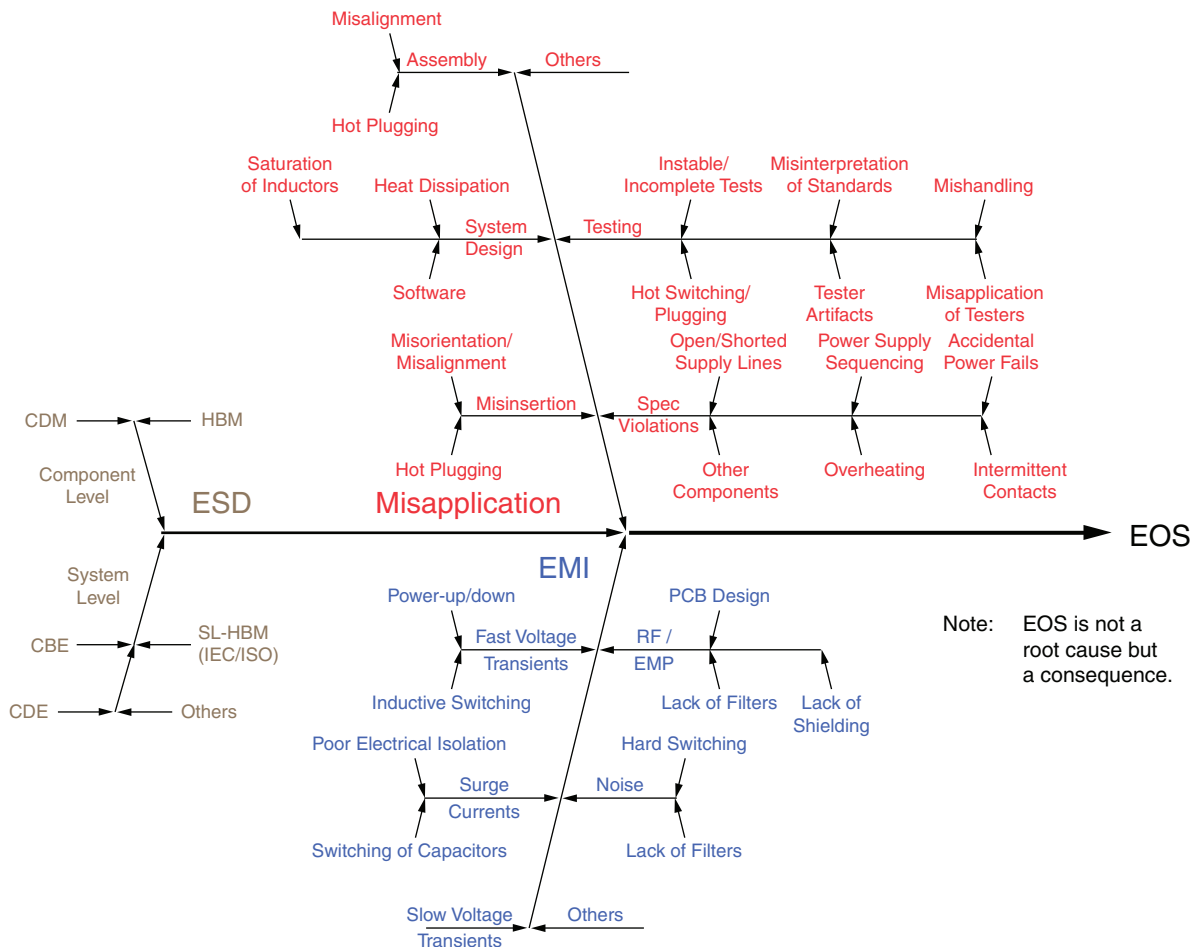 Misalignment
Assembly
Others
Hot Plugging
Saturation
of Inductors
Heat Dissipation
Instable/
Incomplete Tests
Misinterpretation
of Standards
Mishandling
System
Design
Testing
Software
Hot Switching/
Plugging
Tester
Artifacts
Misapplication
of Testers
Misorientation/
Misalignment
Open/Shorted
Supply Lines
Power Supply
Sequencing
Accidental
Power Fails
Misinsertion
Spec
Violations
Hot Plugging
Other
Components
Overheating
Intermittent
Contacts
CDM
HBM
Component
Level
ESD
Misapplication
EOS
System
Level
EMI
CBE
SL-HBM
(IEC/ISO)
CDE
Others
Power-up/down
PCB Design
Fast Voltage
Transients
RF /
EMP
Inductive Switching
Lack of Filters
Lack of
Shielding
Note: EOS is not a
root cause but
a consequence.
Poor Electrical Isolation
Hard Switching
Surge
Currents
Noise
Switching of Capacitors
Lack of Filters
Slow Voltage
Transients
Others